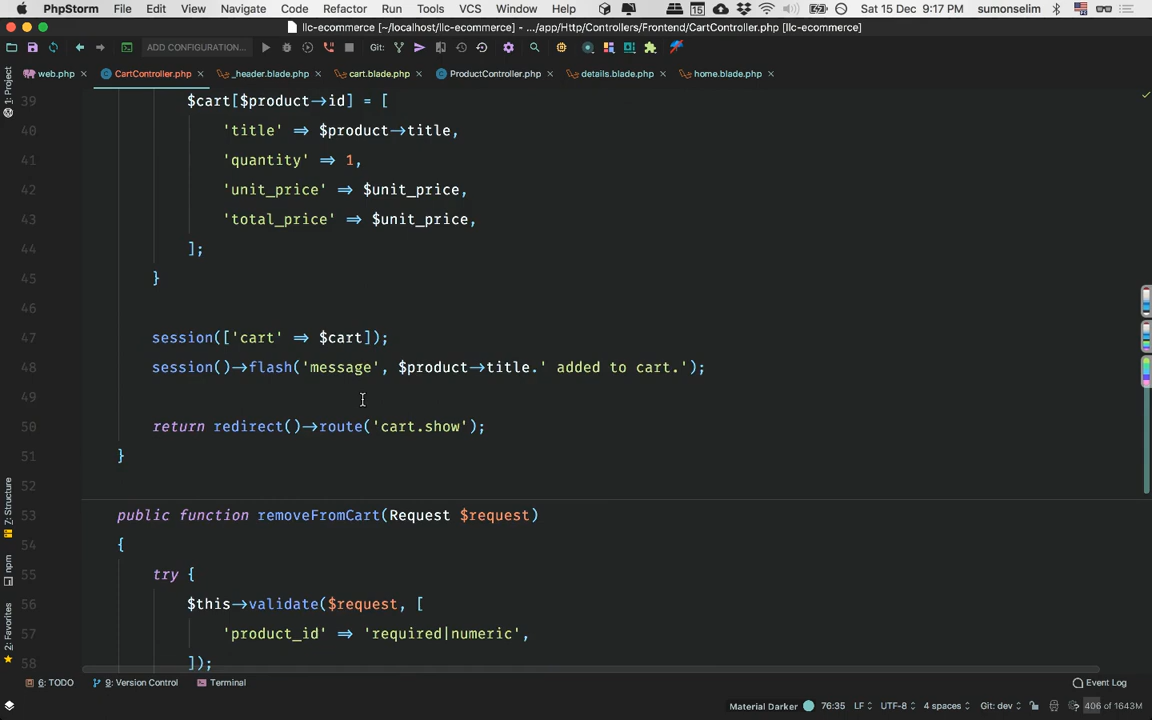 PhpStorm File Edit View Navigate Code Refactor Run Tools VCS Window Help 15 Sat 15 Dec 9:17 PM sumonselim
llc-ecommerce [~/localhost/llc-ecommerce] - .../app/Http/Controllers/Frontend/CartController.php [llc-ecommerce]
ADD CONFIGURATION... Git:
web.php CartController.php _header.blade.php cart.blade.php ProductController.php details.blade.php home.blade.php
1: Project
39 $cart[$product->id] = [
40 'title' => $product->title,
41 'quantity' => 1,
42 'unit_price' => $unit_price,
43 'total_price' => $unit_price,
44 ];
45 }
46
47 session(['cart' => $cart]);
48 session()->flash('message', $product->title.' added to cart.');
49
50 return redirect()->route('cart.show');
51 }
52
53 public function removeFromCart(Request $request)
54 {
55 try {
56 $this->validate($request, [
57 'product_id' => 'required|numeric',
58 ]);
7: Structure
npm
2: Favorites
6: TODO 9: Version Control Terminal Event Log
Material Darker 76:35 LF UTF-8 4 spaces Git: dev 406 of 1643M